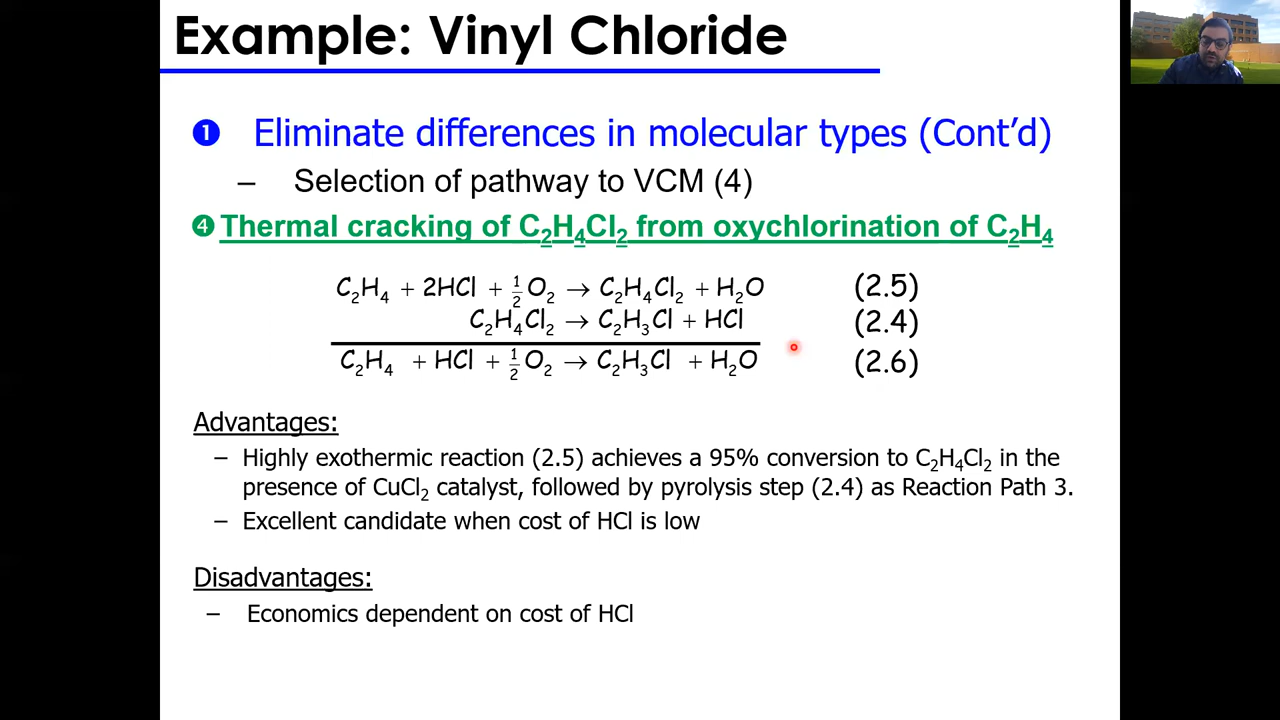 Example: Vinyl Chloride
❶ Eliminate differences in molecular types (Cont’d)
– Selection of pathway to VCM (4)
❹ Thermal cracking of C₂H₄Cl₂ from oxychlorination of C₂H₄
C₂H₄ + 2HCl + ½O₂ → C₂H₄Cl₂ + H₂O (2.5)
C₂H₄Cl₂ → C₂H₃Cl + HCl (2.4)
C₂H₄ + HCl + ½O₂ → C₂H₃Cl + H₂O (2.6)
Advantages:
– Highly exothermic reaction (2.5) achieves a 95% conversion to C₂H₄Cl₂ in the
presence of CuCl₂ catalyst, followed by pyrolysis step (2.4) as Reaction Path 3.
– Excellent candidate when cost of HCl is low
Disadvantages:
– Economics dependent on cost of HCl